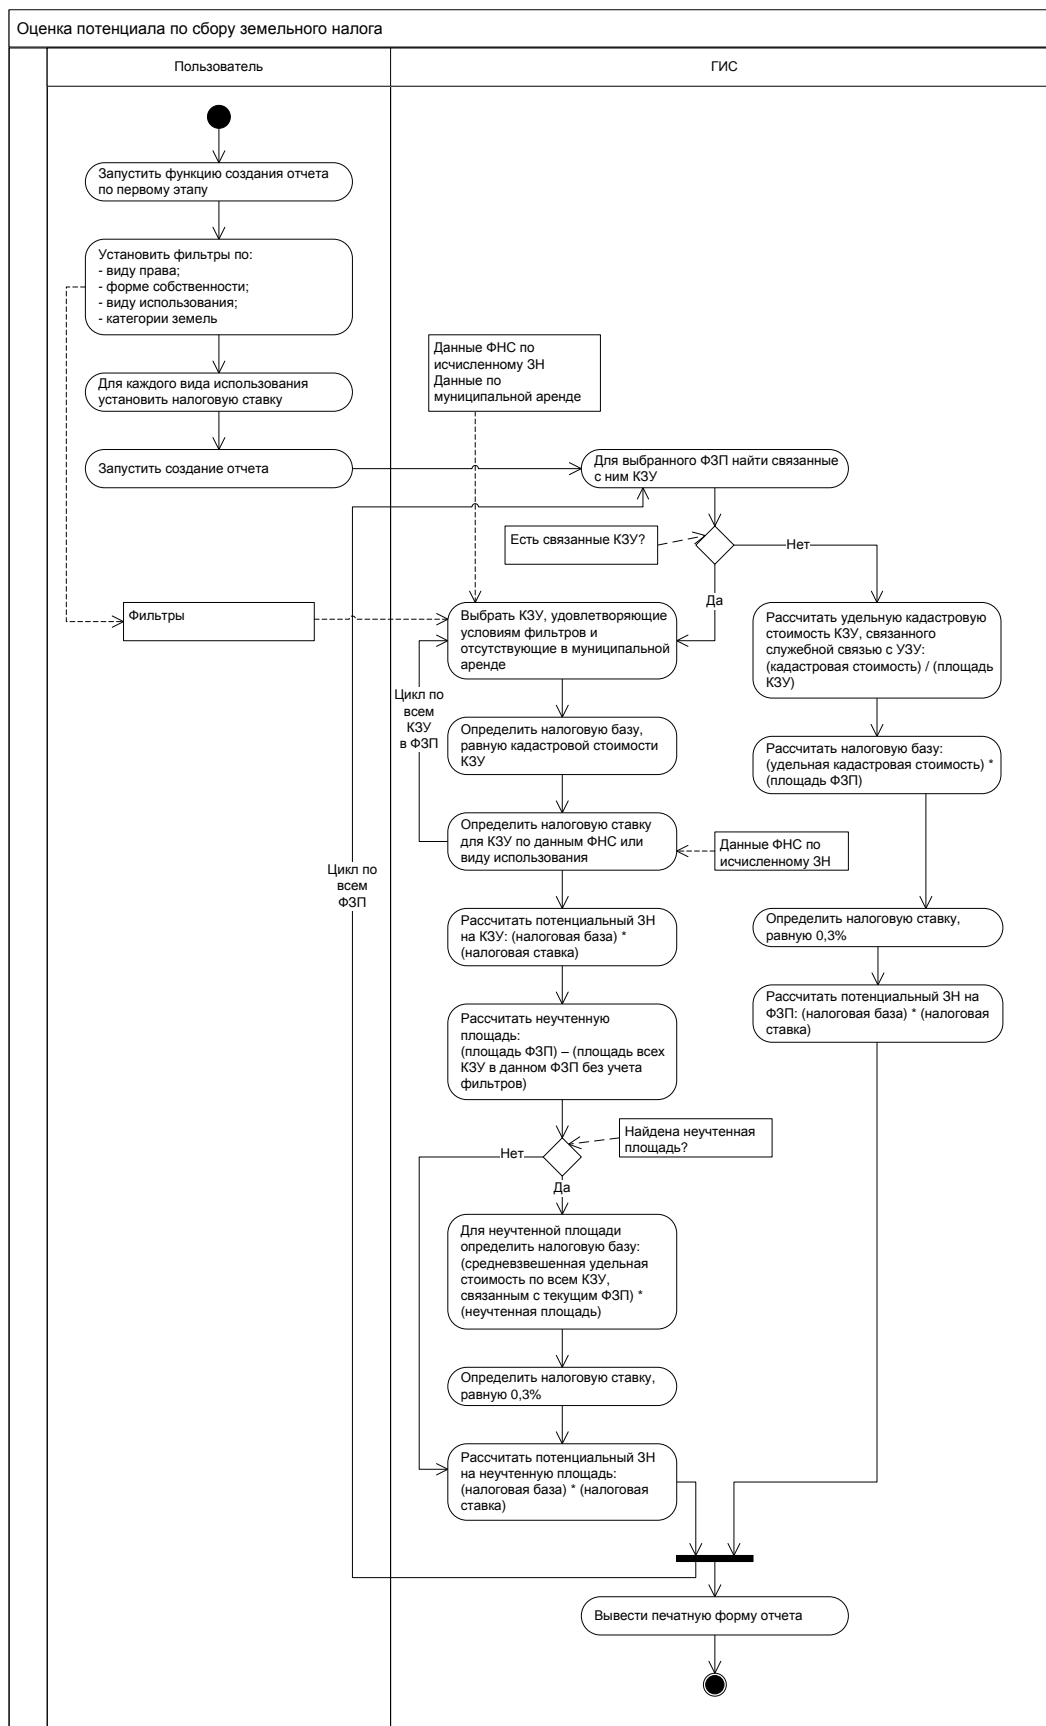 Оценка потенциала по сбору земельного налога
Пользователь
ГИС
Запустить функцию создания отчета
по первому этапу
Установить фильтры по:
- виду права;
- форме собственности;
- виду использования;
- категории земель
Данные ФНС по
исчисленному ЗН
Данные по
муниципальной аренде
Для каждого вида использования
установить налоговую ставку
Запустить создание отчета
Для выбранного ФЗП найти связанные
с ним КЗУ
Есть связанные КЗУ?
Нет
Да
Фильтры
Выбрать КЗУ, удовлетворяющие
условиям фильтров и
отсутствующие в муниципальной
аренде
Рассчитать удельную кадастровую
стоимость КЗУ, связанного
служебной связью с УЗУ:
(кадастровая стоимость) / (площадь
КЗУ)
Цикл по
всем
КЗУ
в ФЗП
Определить налоговую базу,
равную кадастровой стоимости
КЗУ
Рассчитать налоговую базу:
(удельная кадастровая стоимость) *
(площадь ФЗП)
Определить налоговую ставку
для КЗУ по данным ФНС или
виду использования
Данные ФНС по
исчисленному ЗН
Цикл по
всем
ФЗП
Рассчитать потенциальный ЗН
на КЗУ: (налоговая база) *
(налоговая ставка)
Определить налоговую ставку,
равную 0,3%
Рассчитать неучтенную
площадь:
(площадь ФЗП) – (площадь всех
КЗУ в данном ФЗП без учета
фильтров)
Рассчитать потенциальный ЗН на
ФЗП: (налоговая база) * (налоговая
ставка)
Найдена неучтенная
площадь?
Нет
Да
Для неучтенной площади
определить налоговую базу:
(средневзвешенная удельная
стоимость по всем КЗУ,
связанным с текущим ФЗП) *
(неучтенная площадь)
Определить налоговую ставку,
равную 0,3%
Рассчитать потенциальный ЗН
на неучтенную площадь:
(налоговая база) * (налоговая
ставка)
Вывести печатную форму отчета